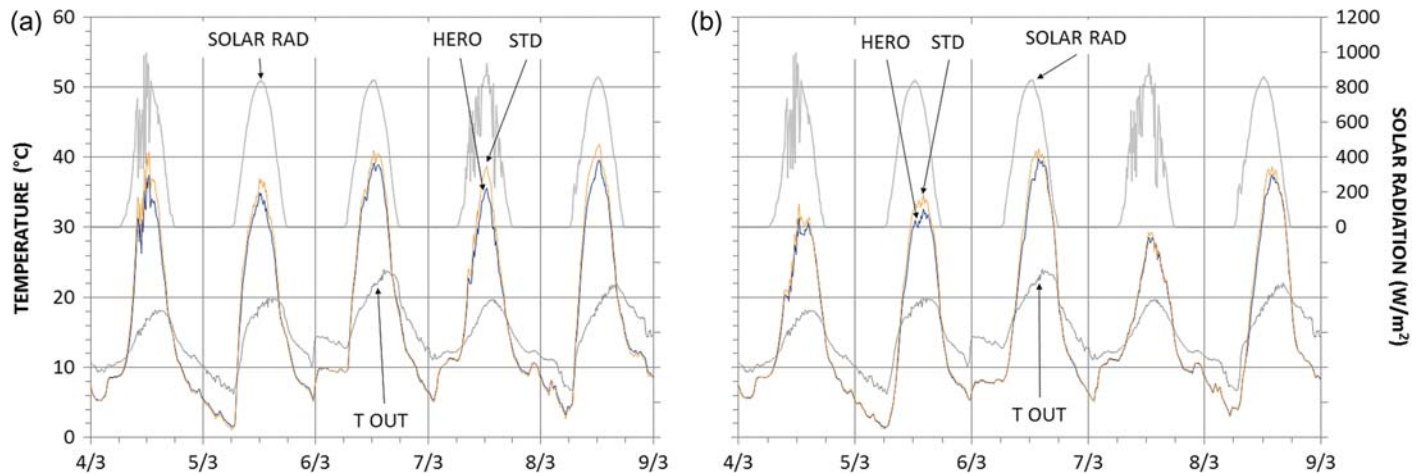 (a)
TEMPERATURE (°C)
60
50
40
30
20
10
0
SOLAR RAD
HERO
STD
T OUT
4/3 5/3 6/3 7/3 8/3 9/3
(b)
HERO
STD
SOLAR RAD
T OUT
4/3 5/3 6/3 7/3 8/3 9/3
1200
1000
800
600
400
200
0
SOLAR RADIATION (W/m²)